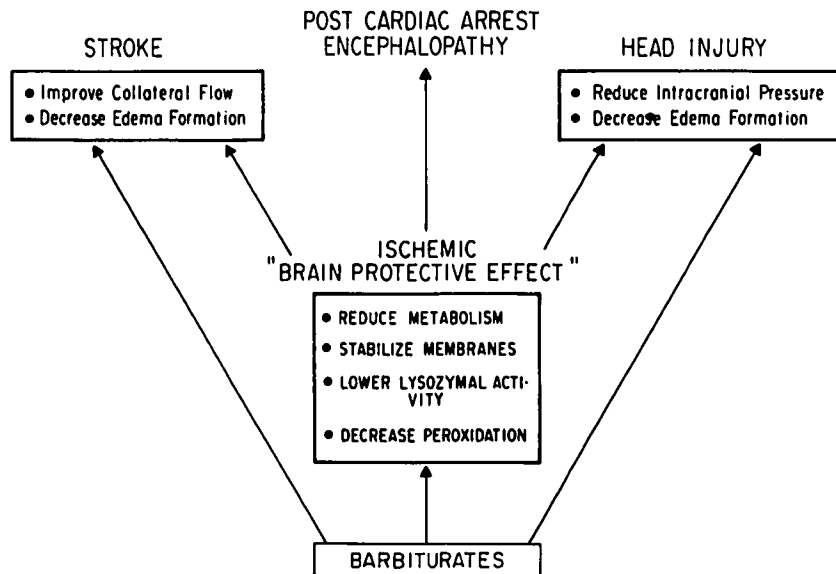 POST CARDIAC ARREST
ENCEPHALOPATHY
STROKE
HEAD INJURY
• Improve Collateral Flow
• Decrease Edema Formation
• Reduce Intracranial Pressure
• Decrease Edema Formation
ISCHEMIC
"BRAIN PROTECTIVE EFFECT"
• REDUCE METABOLISM
• STABILIZE MEMBRANES
• LOWER LYSOZYMAL ACTI-
VITY
• DECREASE PEROXIDATION
BARBITURATES